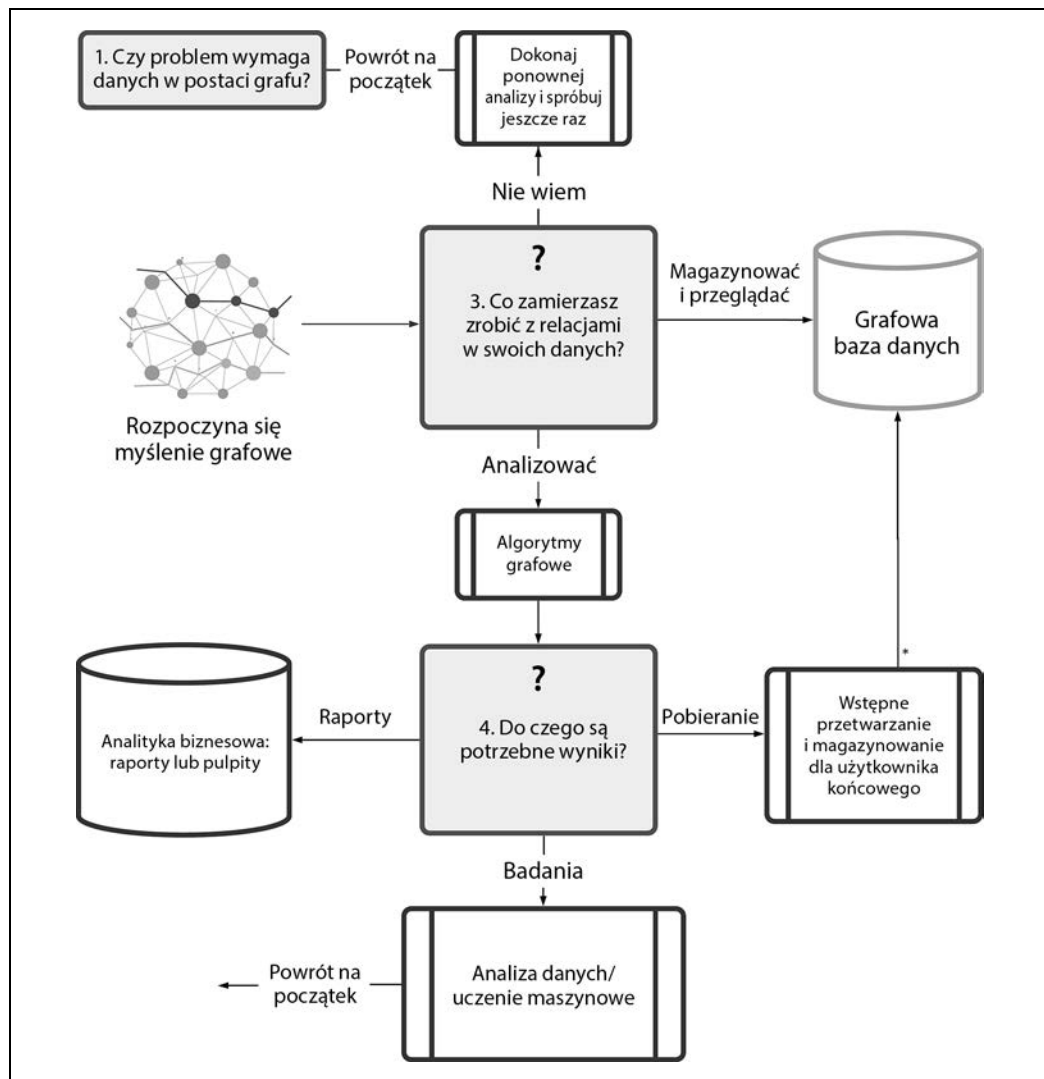 1. Czy problem wymaga
danych w postaci grafu?
Powrót na
początek
Dokonaj
ponownej
analizy i spróbuj
jeszcze raz
Nie wiem
?
3. Co zamierzasz
zrobić z relacjami
w swoich danych?
Magazynować
i przeglądać
Grafowa
baza danych
Rozpoczyna się
myślenie grafowe
Analizować
Algorytmy
grafowe
?
4. Do czego są
potrzebne wyniki?
Raporty
Analityka biznesowa:
raporty lub pulpity
Pobieranie
*
Wstępne
przetwarzanie
i magazynowanie
dla użytkownika
końcowego
Badania
Analiza danych/
uczenie maszynowe
Powrót na
początek